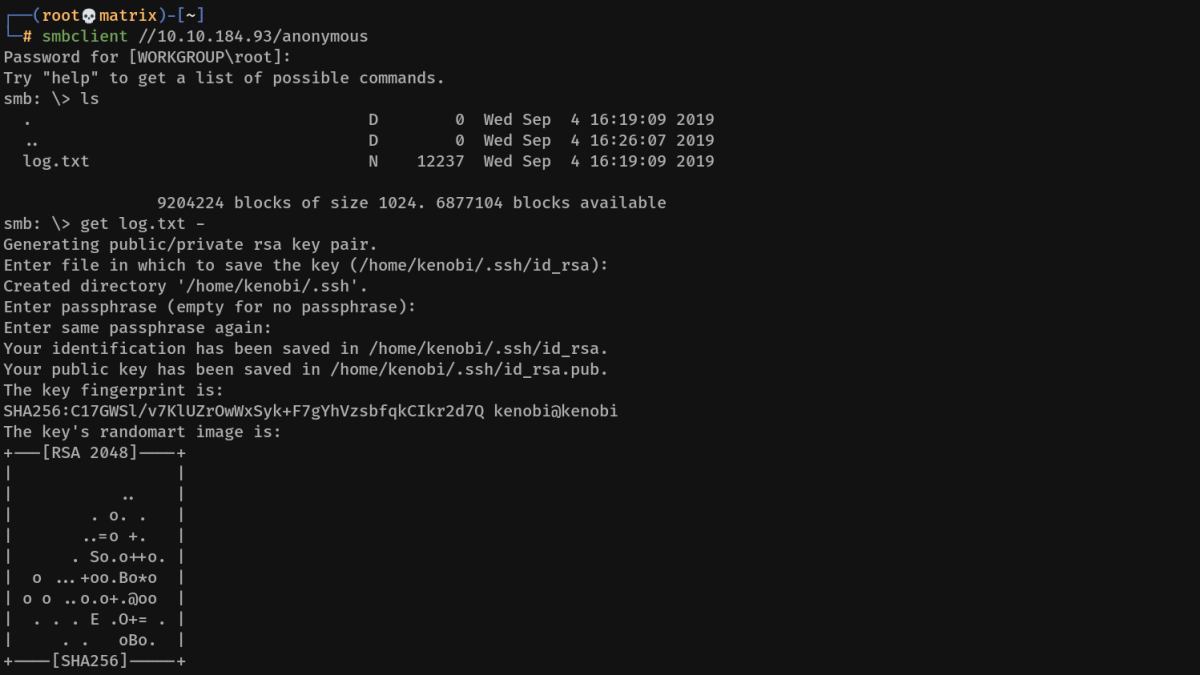 ┌──(root💀matrix)-[~]
└─# smbclient //10.10.184.93/anonymous
Password for [WORKGROUP\root]:
Try "help" to get a list of possible commands.
smb: \> ls
  .                                   D        0  Wed Sep  4 16:19:09 2019
  ..                                  D        0  Wed Sep  4 16:26:07 2019
  log.txt                             N    12237  Wed Sep  4 16:19:09 2019

                9204224 blocks of size 1024. 6877104 blocks available
smb: \> get log.txt -
Generating public/private rsa key pair.
Enter file in which to save the key (/home/kenobi/.ssh/id_rsa):
Created directory '/home/kenobi/.ssh'.
Enter passphrase (empty for no passphrase):
Enter same passphrase again:
Your identification has been saved in /home/kenobi/.ssh/id_rsa.
Your public key has been saved in /home/kenobi/.ssh/id_rsa.pub.
The key fingerprint is:
SHA256:C17GWSl/v7KlUZrOwWxSyk+F7gYhVzsbfqkCIkr2d7Q kenobi@kenobi
The key's randomart image is:
+---[RSA 2048]----+
|                 |
|           ..    |
|        . o. .   |
|       ..=o +.   |
|      . So.o++o. |
|  o ...+oo.Bo*o  |
| o o ..o.o+.@oo  |
|  . . . E .O+= . |
|     . .   oBo.  |
+----[SHA256]-----+